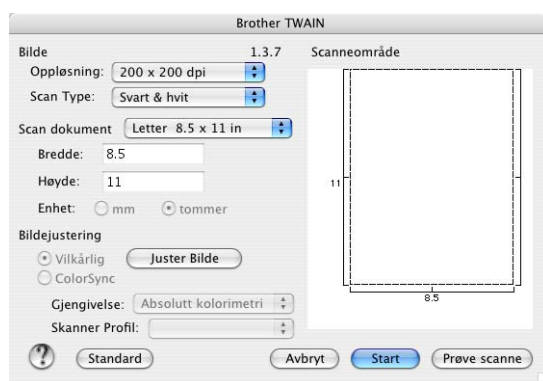 Brother TWAIN
Bilde 1.3.7
Oppløsning: 200 x 200 dpi
Scan Type: Svart & hvit
Scan dokument Letter 8.5 x 11 in
Bredde: 8.5
Høyde: 11
Enhet: mm tommer
Bildejustering
Vilkårlig Juster Bilde
ColorSync
Gjengivelse: Absolutt kolorimetri
Skanner Profil:
Scanneområde
11
8.5
? Standard Avbryt Start Prøve scanne